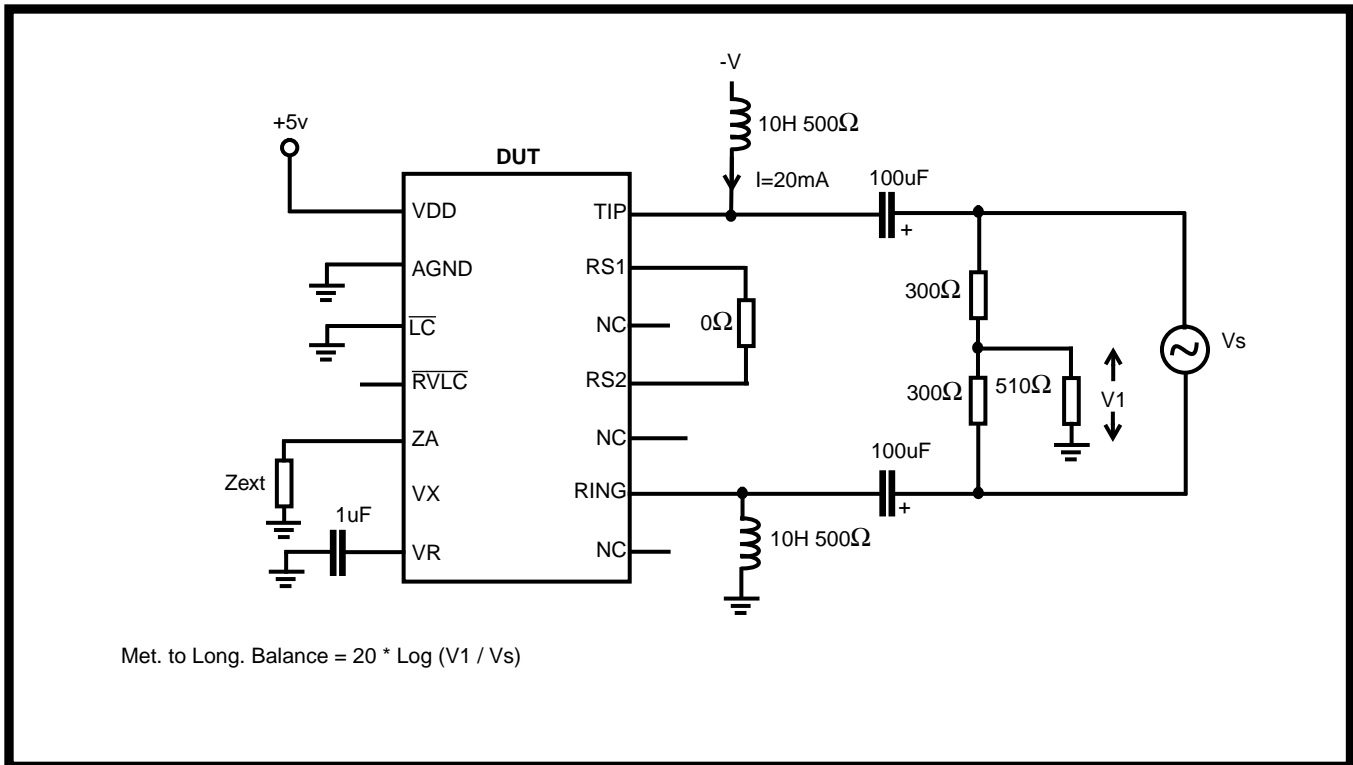 -V
10H 500Ω
+5v
DUT
I=20mA
100uF
VDD
TIP
+
AGND
RS1
300Ω
LC
NC
0Ω
Vs
RVLC
RS2
300Ω
510Ω
V1
ZA
NC
100uF
Zext
VX
RING
+
1uF
10H 500Ω
VR
NC
Met. to Long. Balance = 20 * Log (V1 / Vs)